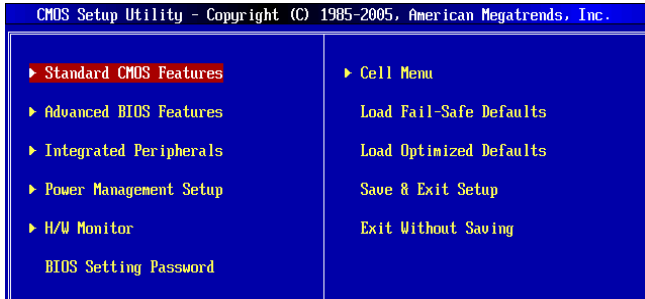 CMOS Setup Utility - Copyright (C) 1985-2005, American Megatrends, Inc.
Standard CMOS Features
Advanced BIOS Features
Integrated Peripherals
Power Management Setup
H/W Monitor
BIOS Setting Password
Cell Menu
Load Fail-Safe Defaults
Load Optimized Defaults
Save & Exit Setup
Exit Without Saving